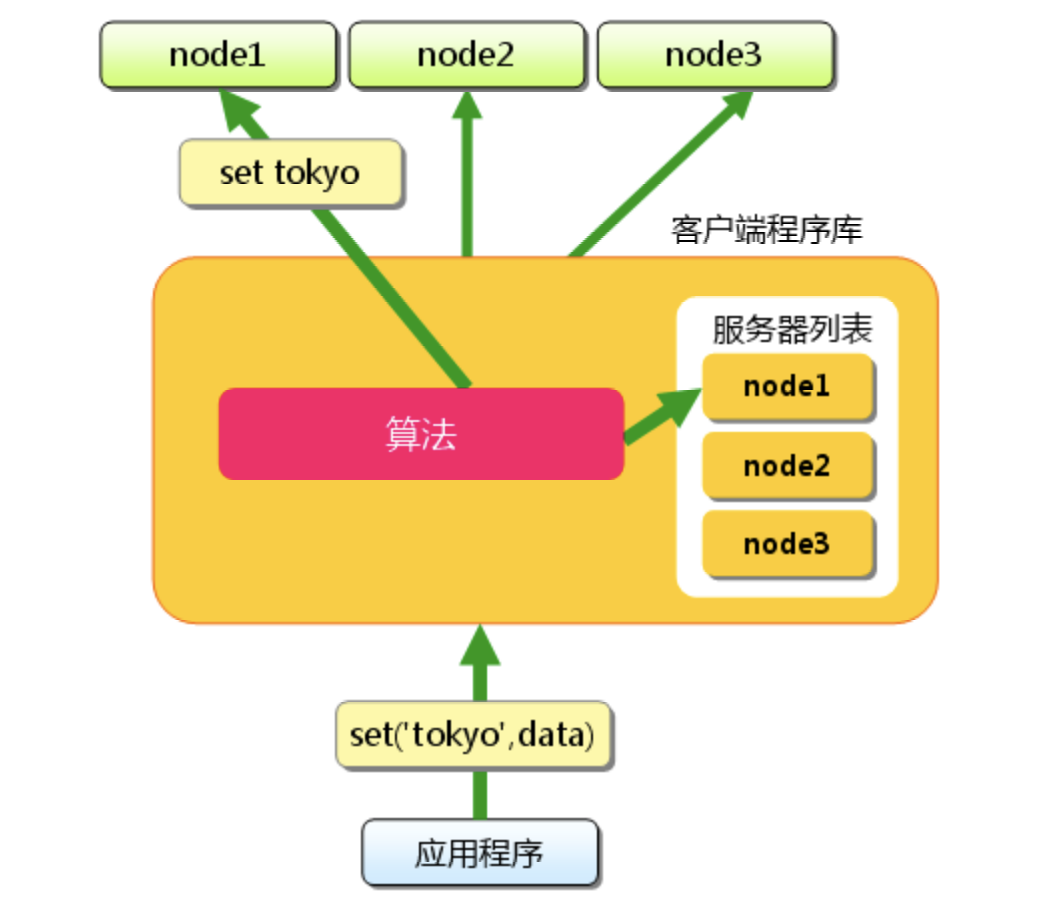 node1
node2
node3
set tokyo
客户端程序库
服务器列表
node1
node2
node3
算法
set('tokyo',data)
应用程序